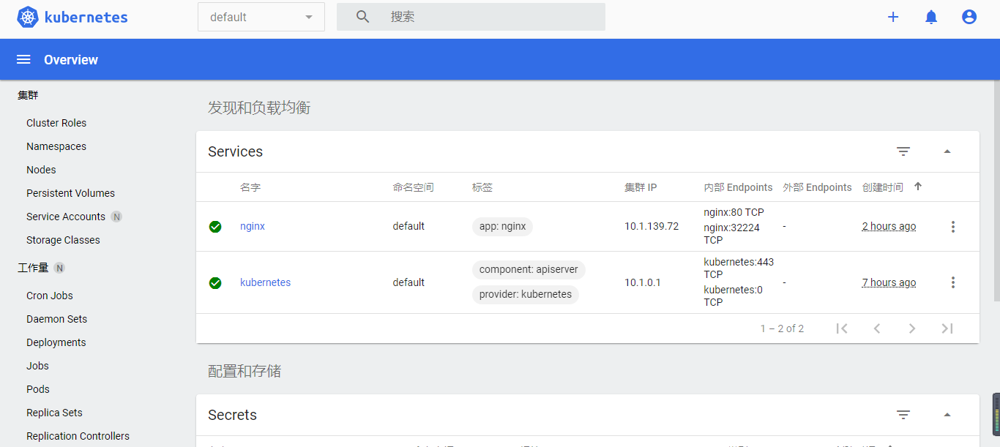 kubernetes
default
搜索
Overview
集群
Cluster Roles
Namespaces
Nodes
Persistent Volumes
Service Accounts N
Storage Classes
工作量 N
Cron Jobs
Daemon Sets
Deployments
Jobs
Pods
Replica Sets
Replication Controllers
发现和负载均衡
Services
名字 命名空间 标签 集群 IP 内部 Endpoints 外部 Endpoints 创建时间
nginx default app: nginx 10.1.139.72 nginx:80 TCP - 2 hours ago
nginx:32224
TCP
kubernetes default component: apiserver 10.1.0.1 kubernetes:443 - 7 hours ago
TCP
provider: kubernetes kubernetes:0
TCP
1 – 2 of 2
配置和存储
Secrets